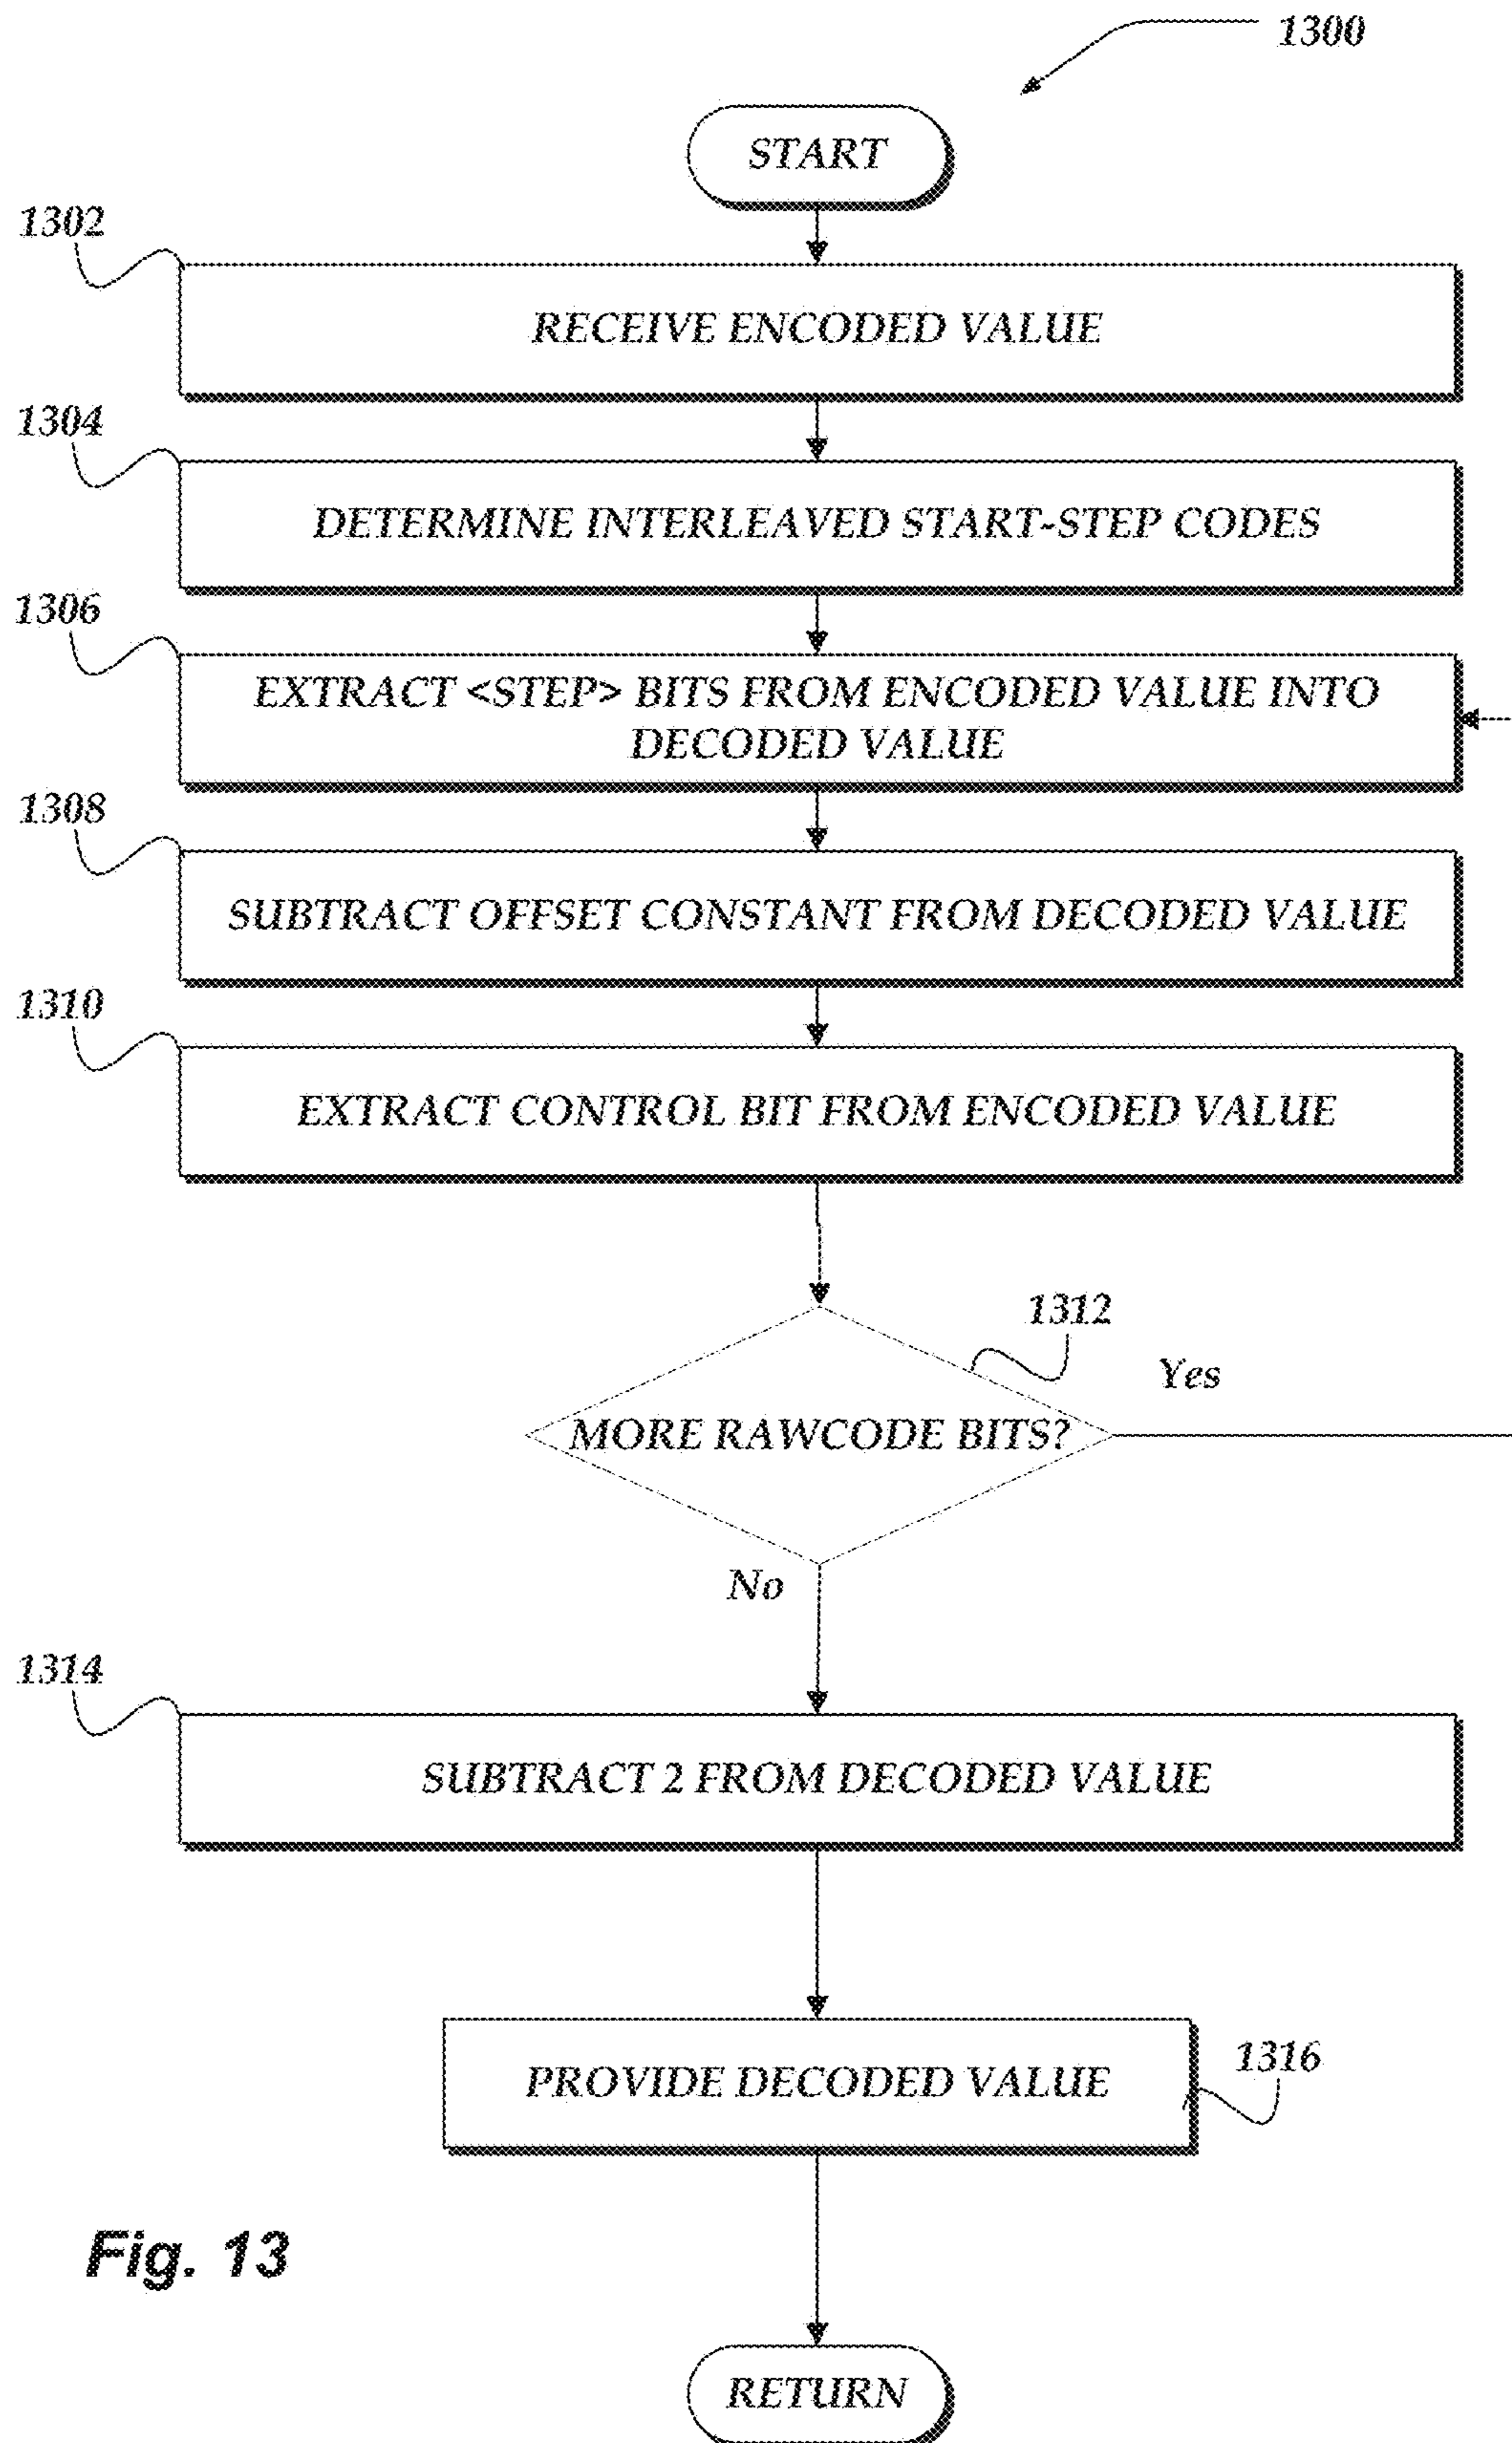 1300
START
1302
RECEIVE ENCODED VALUE
1304
DETERMINE INTERLEAVED START-STEP CODES
1306
EXTRACT <STEP> BITS FROM ENCODED VALUE INTO
DECODED VALUE
1308
SUBTRACT OFFSET CONSTANT FROM DECODED VALUE
1310
EXTRACT CONTROL BIT FROM ENCODED VALUE
1312
Yes
MORE RAWCODE BITS?
No
1314
SUBTRACT 2 FROM DECODED VALUE
1316
PROVIDE DECODED VALUE
Fig. 13
RETURN